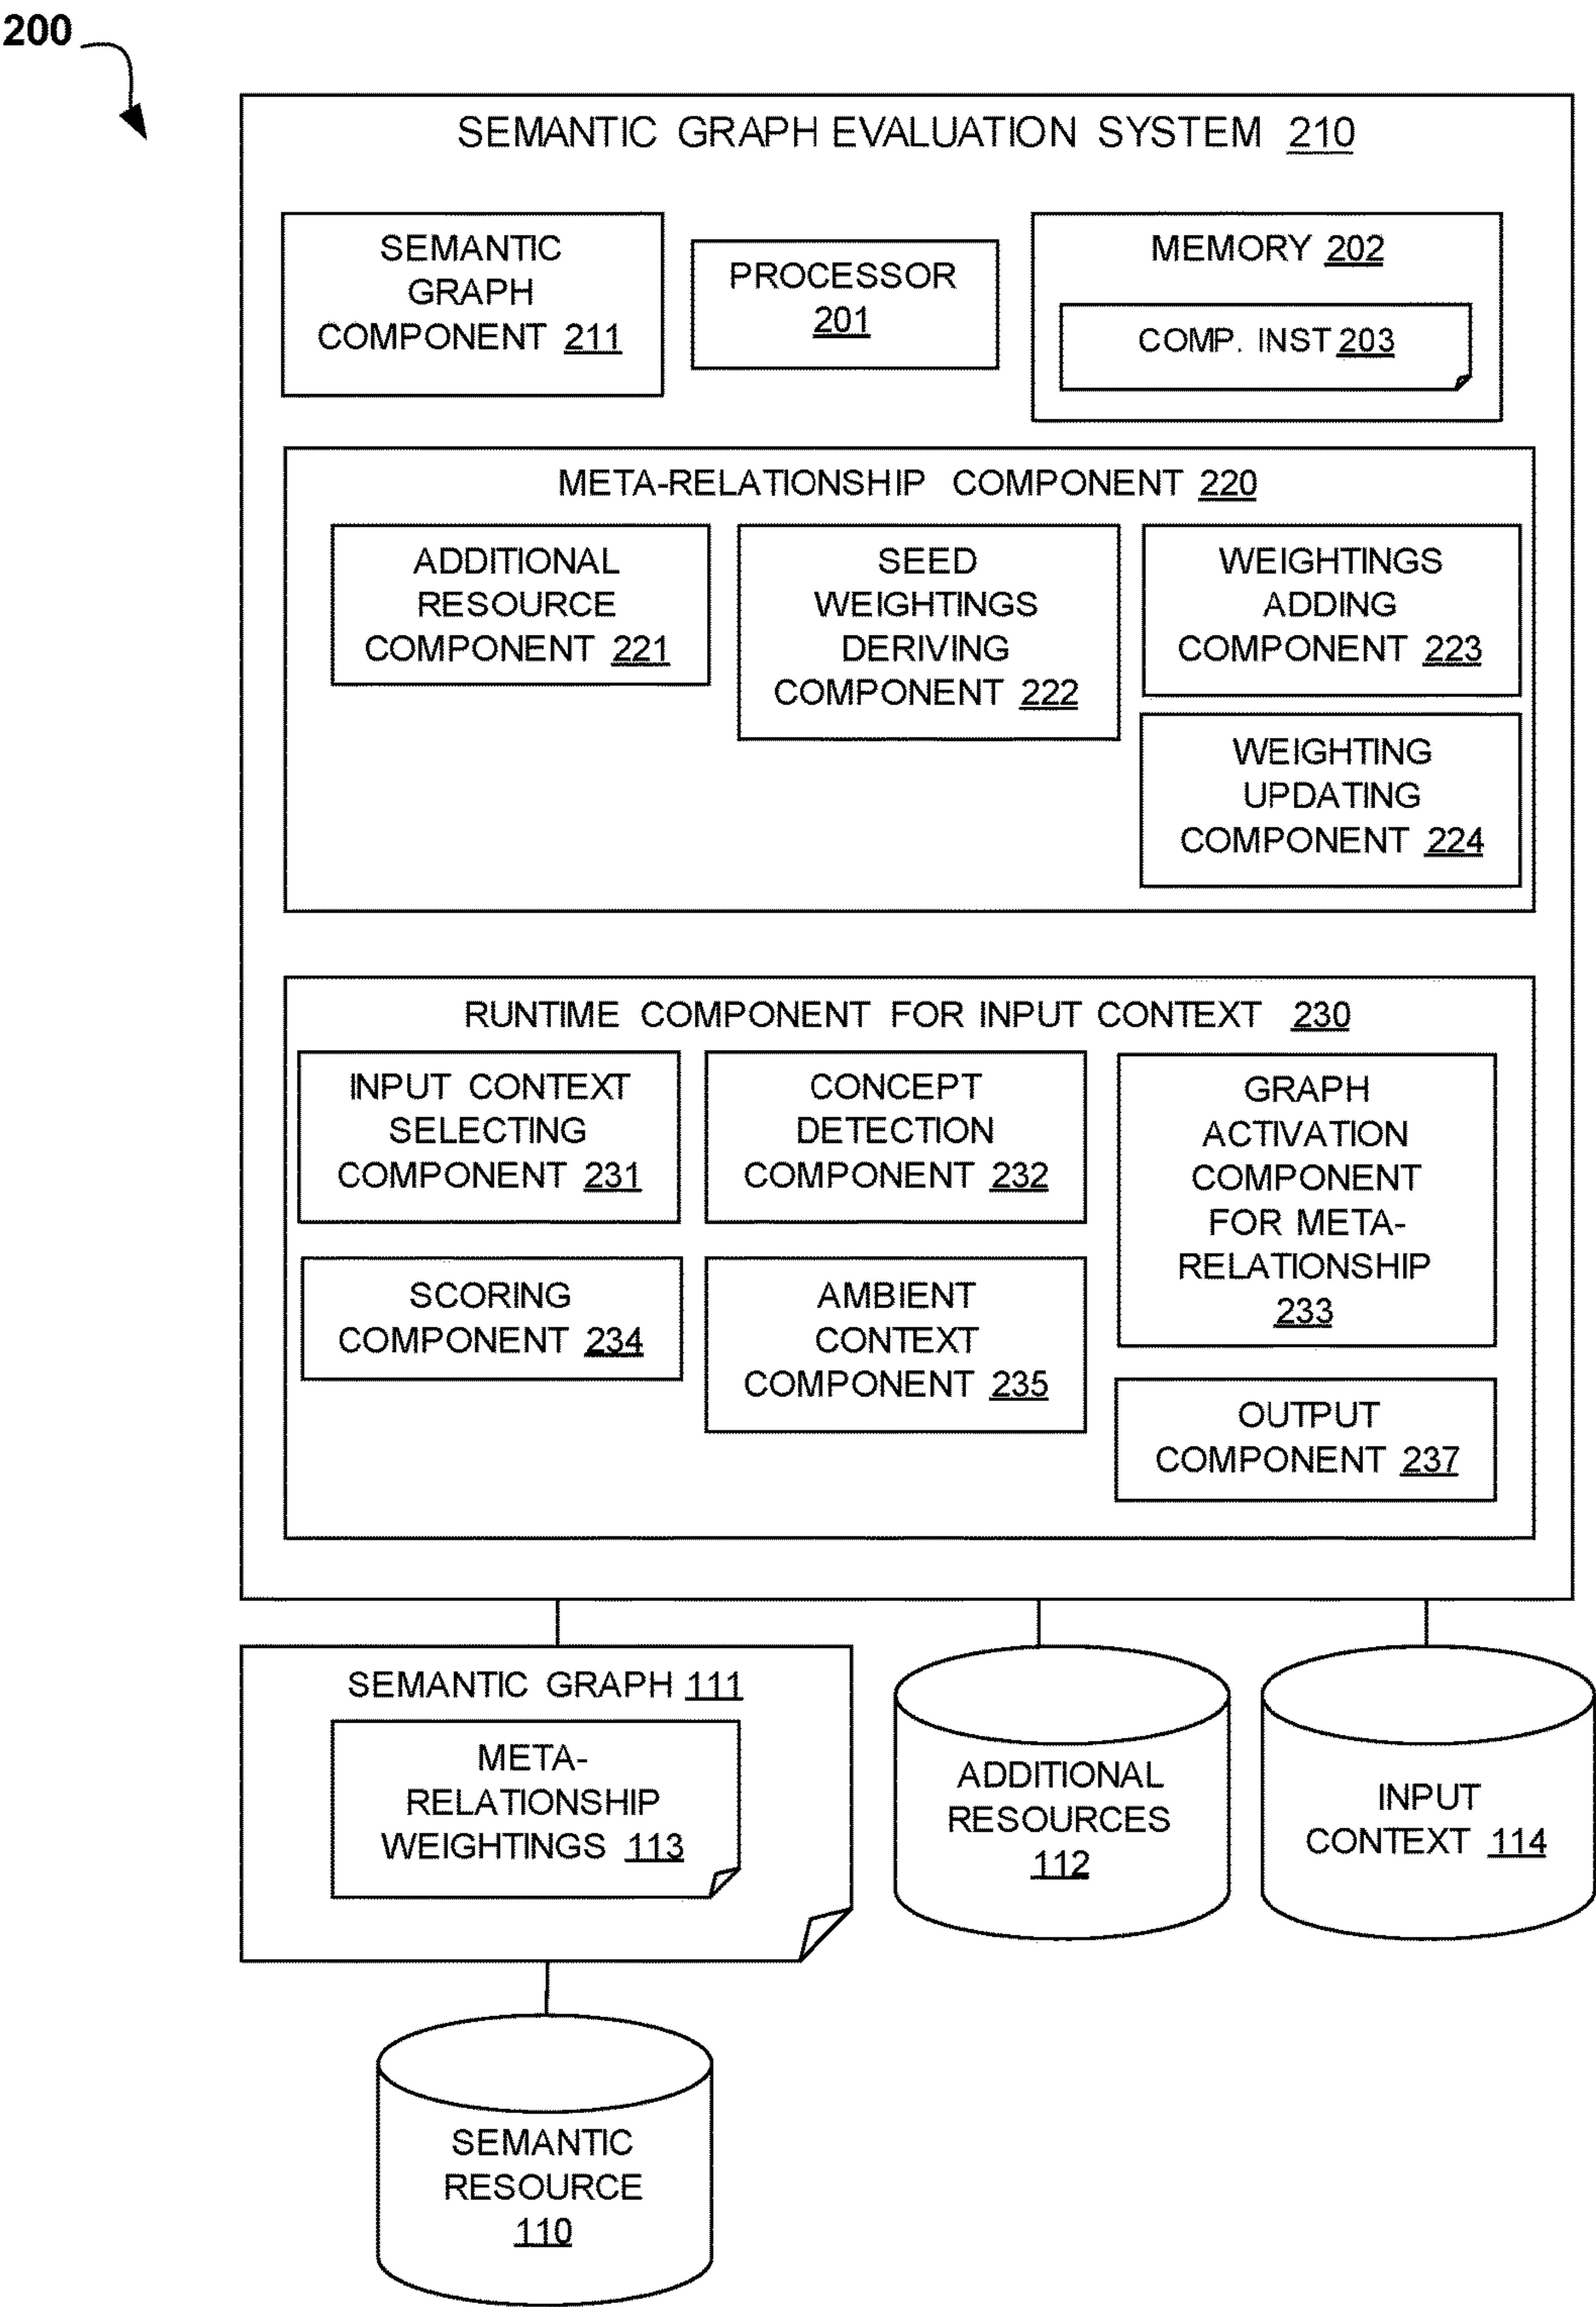 200
SEMANTIC GRAPH EVALUATION SYSTEM 210
SEMANTIC
GRAPH
COMPONENT 211
PROCESSOR
201
MEMORY 202
COMP. INST 203
META-RELATIONSHIP COMPONENT 220
ADDITIONAL
RESOURCE
COMPONENT 221
SEED
WEIGHTINGS
DERIVING
COMPONENT 222
WEIGHTINGS
ADDING
COMPONENT 223
WEIGHTING
UPDATING
COMPONENT 224
RUNTIME COMPONENT FOR INPUT CONTEXT 230
INPUT CONTEXT
SELECTING
COMPONENT 231
CONCEPT
DETECTION
COMPONENT 232
GRAPH
ACTIVATION
COMPONENT
FOR META-
RELATIONSHIP
233
SCORING
COMPONENT 234
AMBIENT
CONTEXT
COMPONENT 235
OUTPUT
COMPONENT 237
SEMANTIC GRAPH 111
META-
RELATIONSHIP
WEIGHTINGS 113
ADDITIONAL
RESOURCES
112
INPUT
CONTEXT 114
SEMANTIC
RESOURCE
110